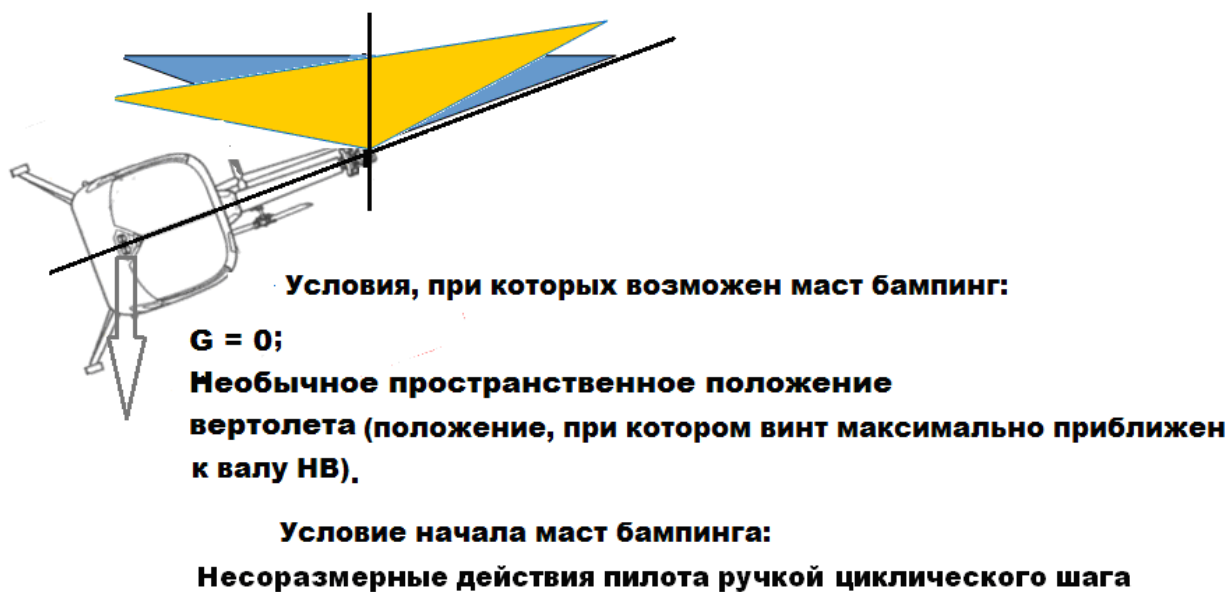 Условия, при которых возможен маст бампинг:
G = 0;
Необычное пространственное положение
вертолета (положение, при котором винт максимально приближен
к валу НВ).
Условие начала маст бампинга:
Несоразмерные действия пилота ручкой циклического шага